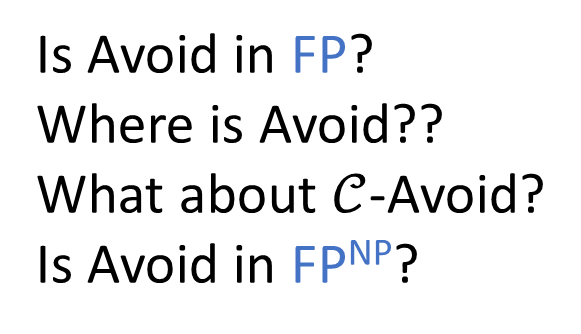 Is Avoid in FP?
Where is Avoid??
What about 𝒞-Avoid?
Is Avoid in FP^NP?